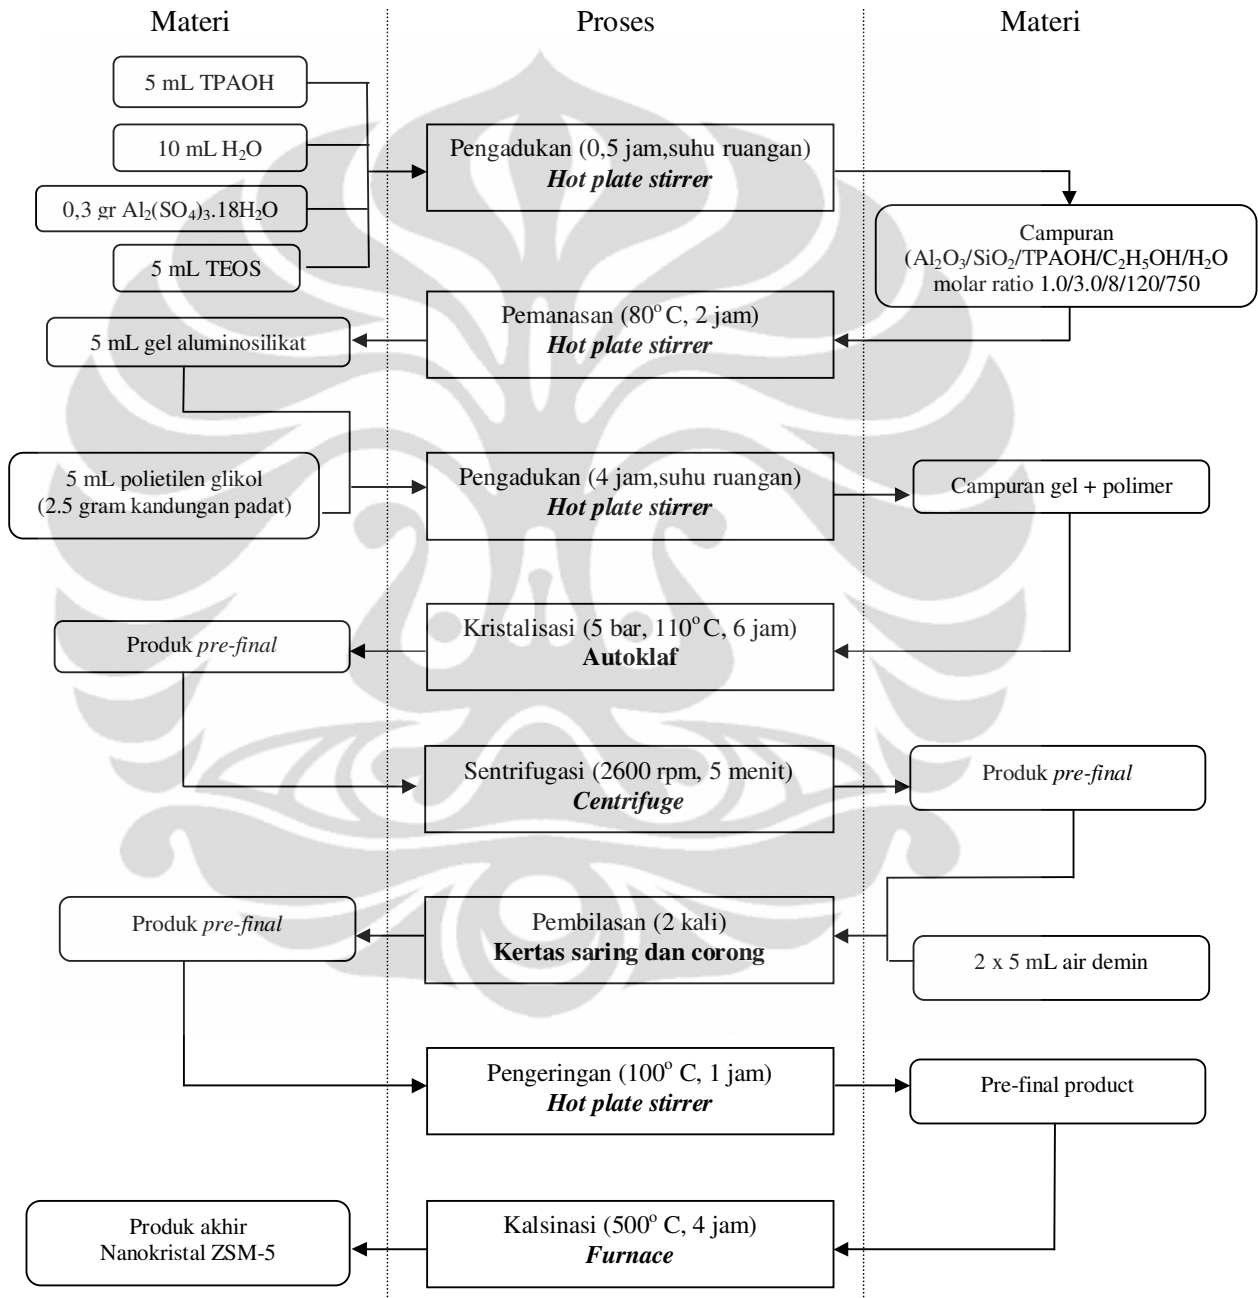 Materi
Proses
Materi
5 mL TPAOH
10 mL H₂O
0,3 gr Al₂(SO₄)₃.18H₂O
5 mL TEOS
Pengadukan (0,5 jam,suhu ruangan)
Hot plate stirrer
Campuran
(Al₂O₃/SiO₂/TPAOH/C₂H₅OH/H₂O
molar ratio 1.0/3.0/8/120/750
Pemanasan (80° C, 2 jam)
Hot plate stirrer
5 mL gel aluminosilikat
5 mL polietilen glikol
(2.5 gram kandungan padat)
Pengadukan (4 jam,suhu ruangan)
Hot plate stirrer
Campuran gel + polimer
Kristalisasi (5 bar, 110° C, 6 jam)
Autoklaf
Produk pre-final
Sentrifugasi (2600 rpm, 5 menit)
Centrifuge
Produk pre-final
Produk pre-final
Pembilasan (2 kali)
Kertas saring dan corong
2 x 5 mL air demin
Pengeringan (100° C, 1 jam)
Hot plate stirrer
Pre-final product
Kalsinasi (500° C, 4 jam)
Furnace
Produk akhir
Nanokristal ZSM-5